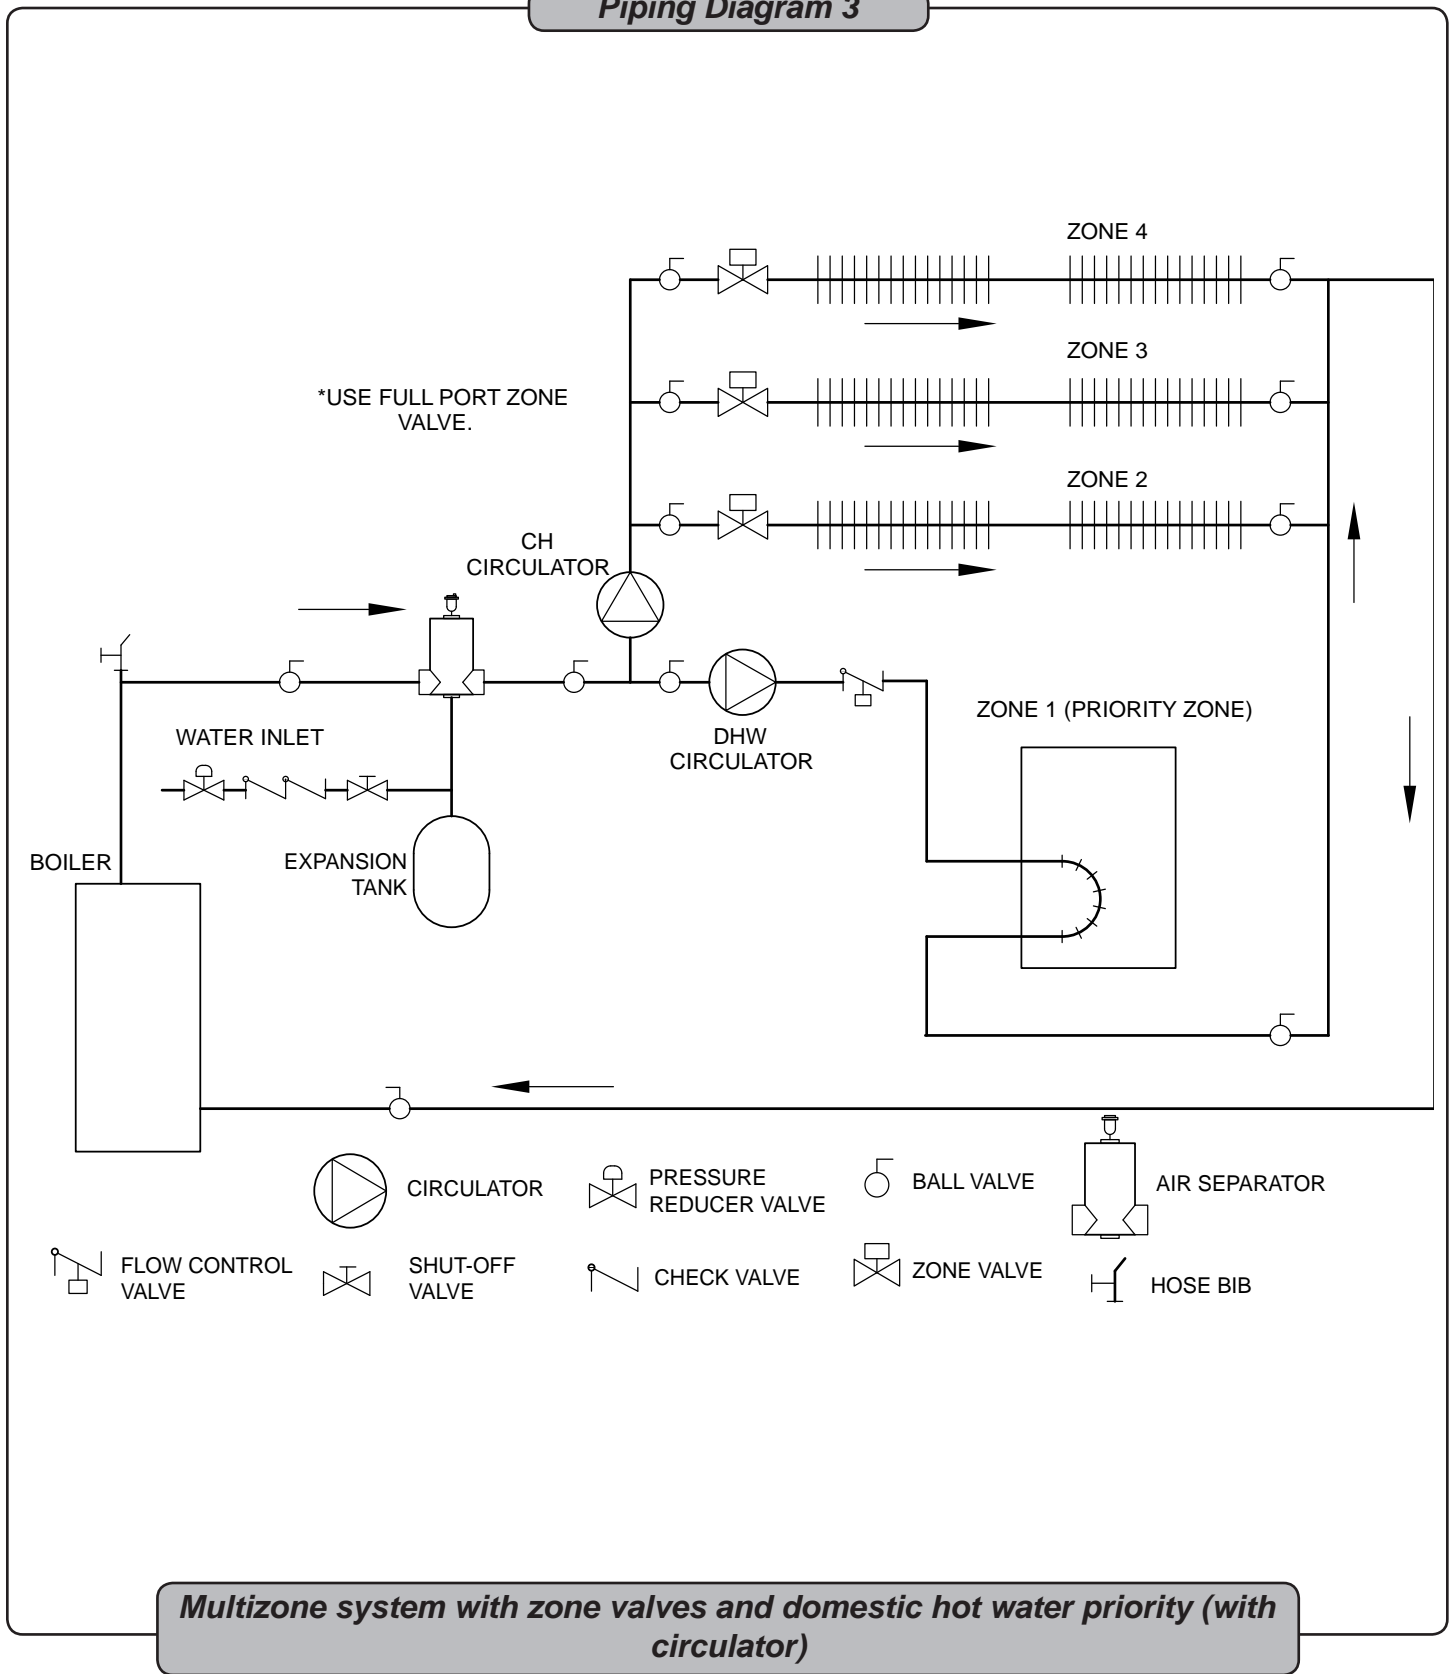 Piping Diagram 3
ZONE 4
ZONE 3
*USE FULL PORT ZONE
VALVE.
ZONE 2
CH
CIRCULATOR
ZONE 1 (PRIORITY ZONE)
WATER INLET
DHW
CIRCULATOR
BOILER
EXPANSION
TANK
CIRCULATOR
PRESSURE
REDUCER VALVE
BALL VALVE
AIR SEPARATOR
FLOW CONTROL
VALVE
SHUT-OFF
VALVE
CHECK VALVE
ZONE VALVE
HOSE BIB
Multizone system with zone valves and domestic hot water priority (with
circulator)